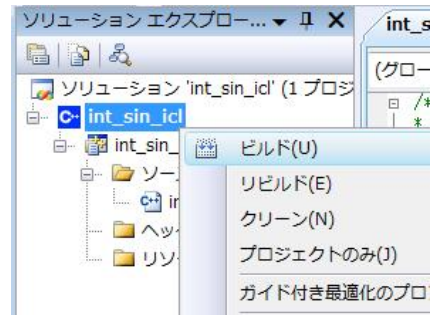 ソリューション エクスプロー...
int_s
(グロー
ソリューション 'int_sin_icl' (1 プロジ
/*
*
int_sin_icl
int_sin_
ソー
in
ヘッ
リソ
ビルド(U)
リビルド(E)
クリーン(N)
プロジェクトのみ(J)
ガイド付き最適化のプロ